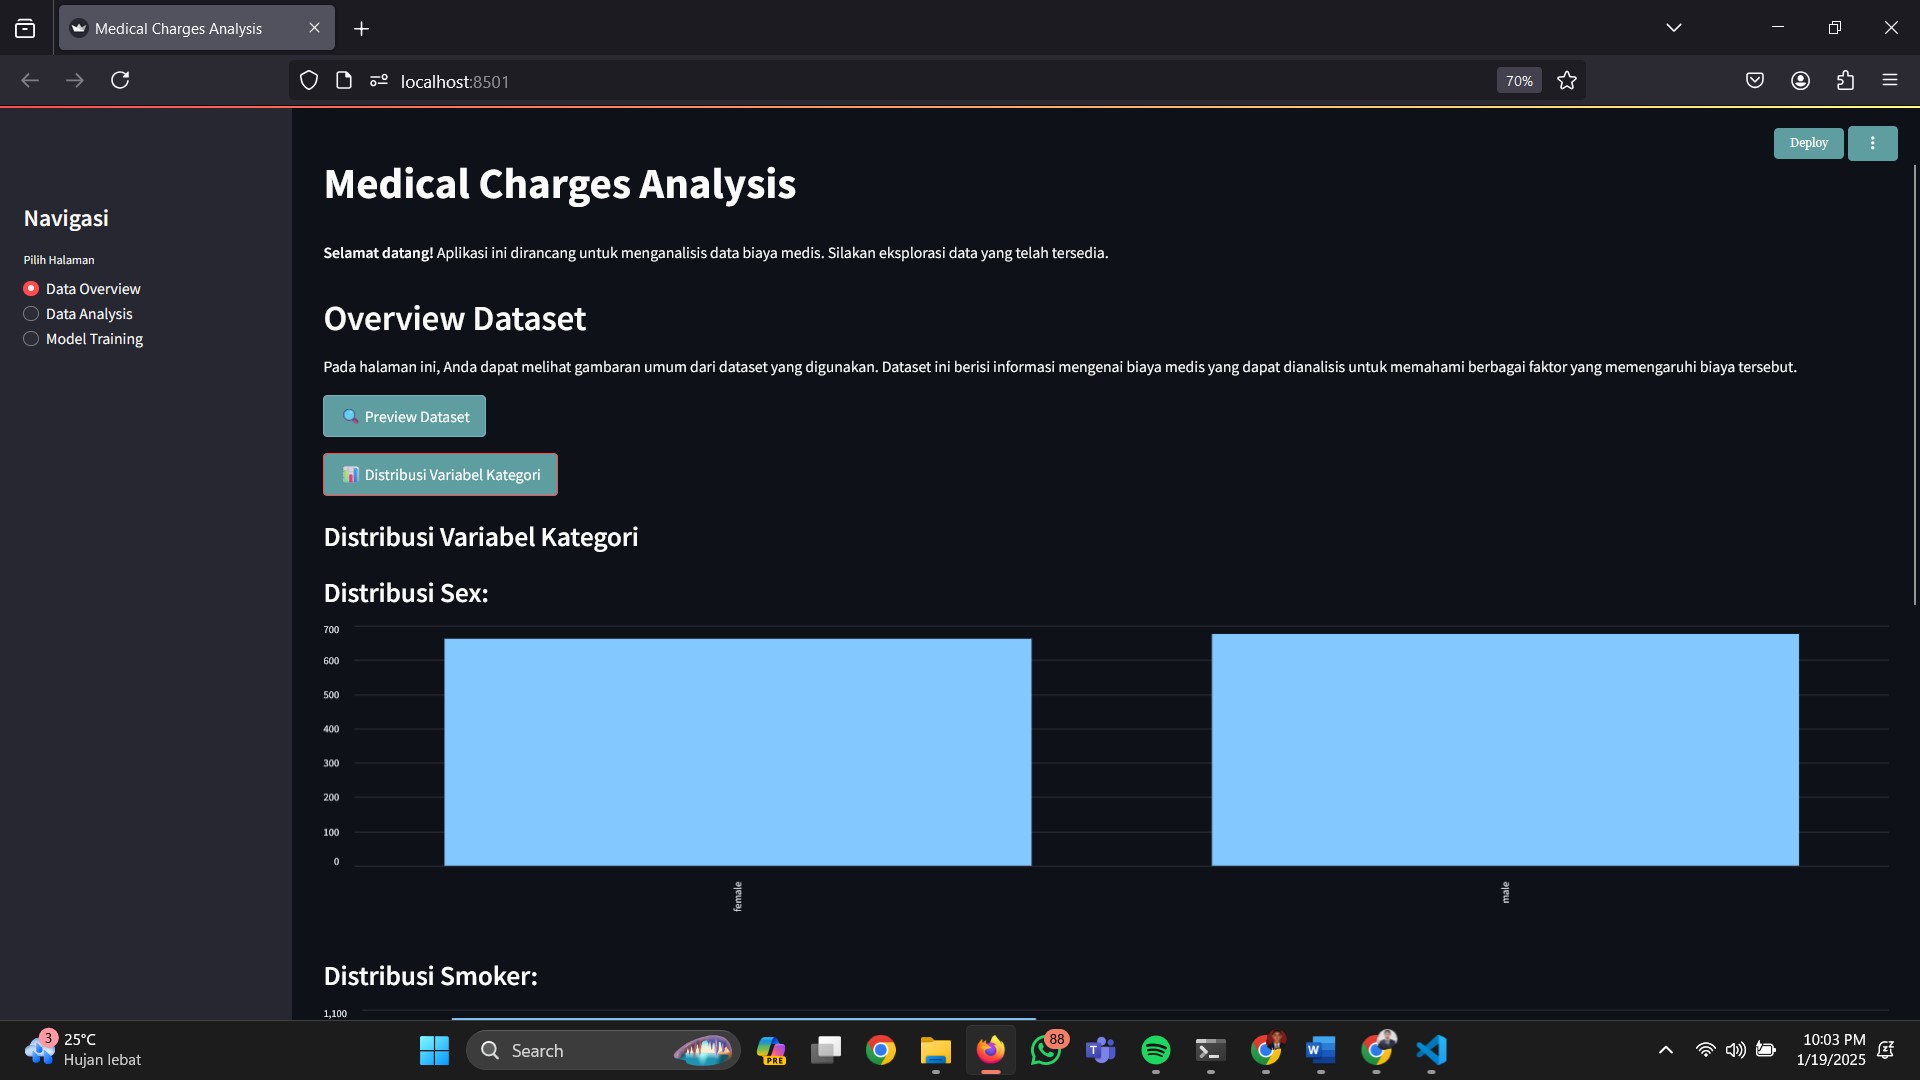 Medical Charges Analysis
localhost:8501
70%
Deploy
Navigasi
Pilih Halaman
Data Overview
Data Analysis
Model Training
Medical Charges Analysis
Selamat datang! Aplikasi ini dirancang untuk menganalisis data biaya medis. Silakan eksplorasi data yang telah tersedia.
Overview Dataset
Pada halaman ini, Anda dapat melihat gambaran umum dari dataset yang digunakan. Dataset ini berisi informasi mengenai biaya medis yang dapat dianalisis untuk memahami berbagai faktor yang memengaruhi biaya tersebut.
Preview Dataset
Distribusi Variabel Kategori
Distribusi Variabel Kategori
Distribusi Sex:
700
600
500
400
300
200
100
0
female
male
Distribusi Smoker:
1,100
3
25°C
Hujan lebat
Search
PRE
88
T
W
10:03 PM
1/19/2025